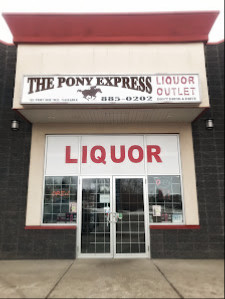 THE PONY EXPRESS
LIQUOR
OUTLET
885-0202
LIQUOR